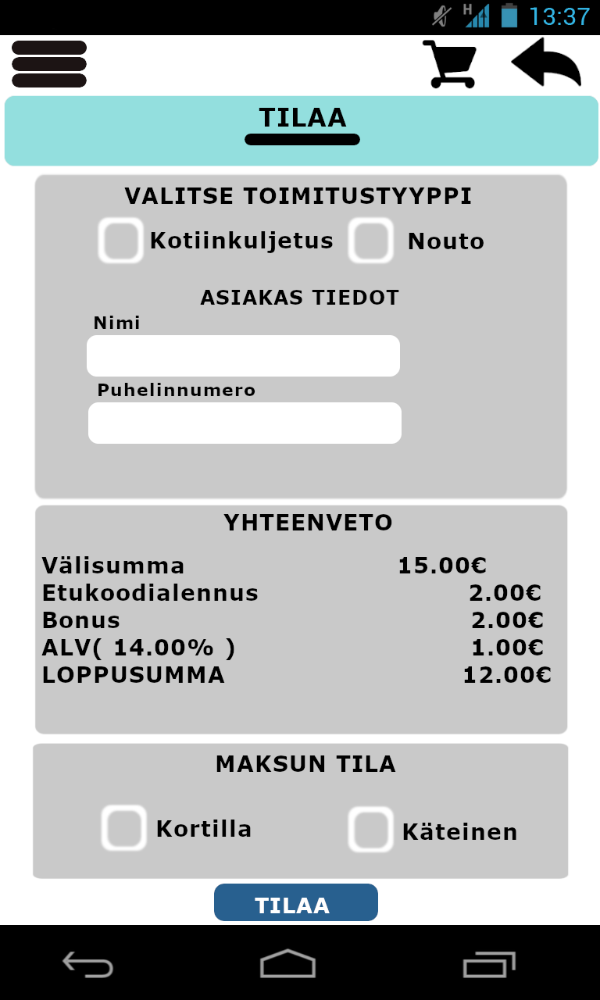 H 13:37
TILAA
VALITSE TOIMITUSTYYPPI
Kotiinkuljetus Nouto
ASIAKAS TIEDOT
Nimi
Puhelinnumero
YHTEENVETO
Välisumma 15.00€
Etukoodialennus 2.00€
Bonus 2.00€
ALV( 14.00% ) 1.00€
LOPPUSUMMA 12.00€
MAKSUN TILA
Kortilla Käteinen
TILAA